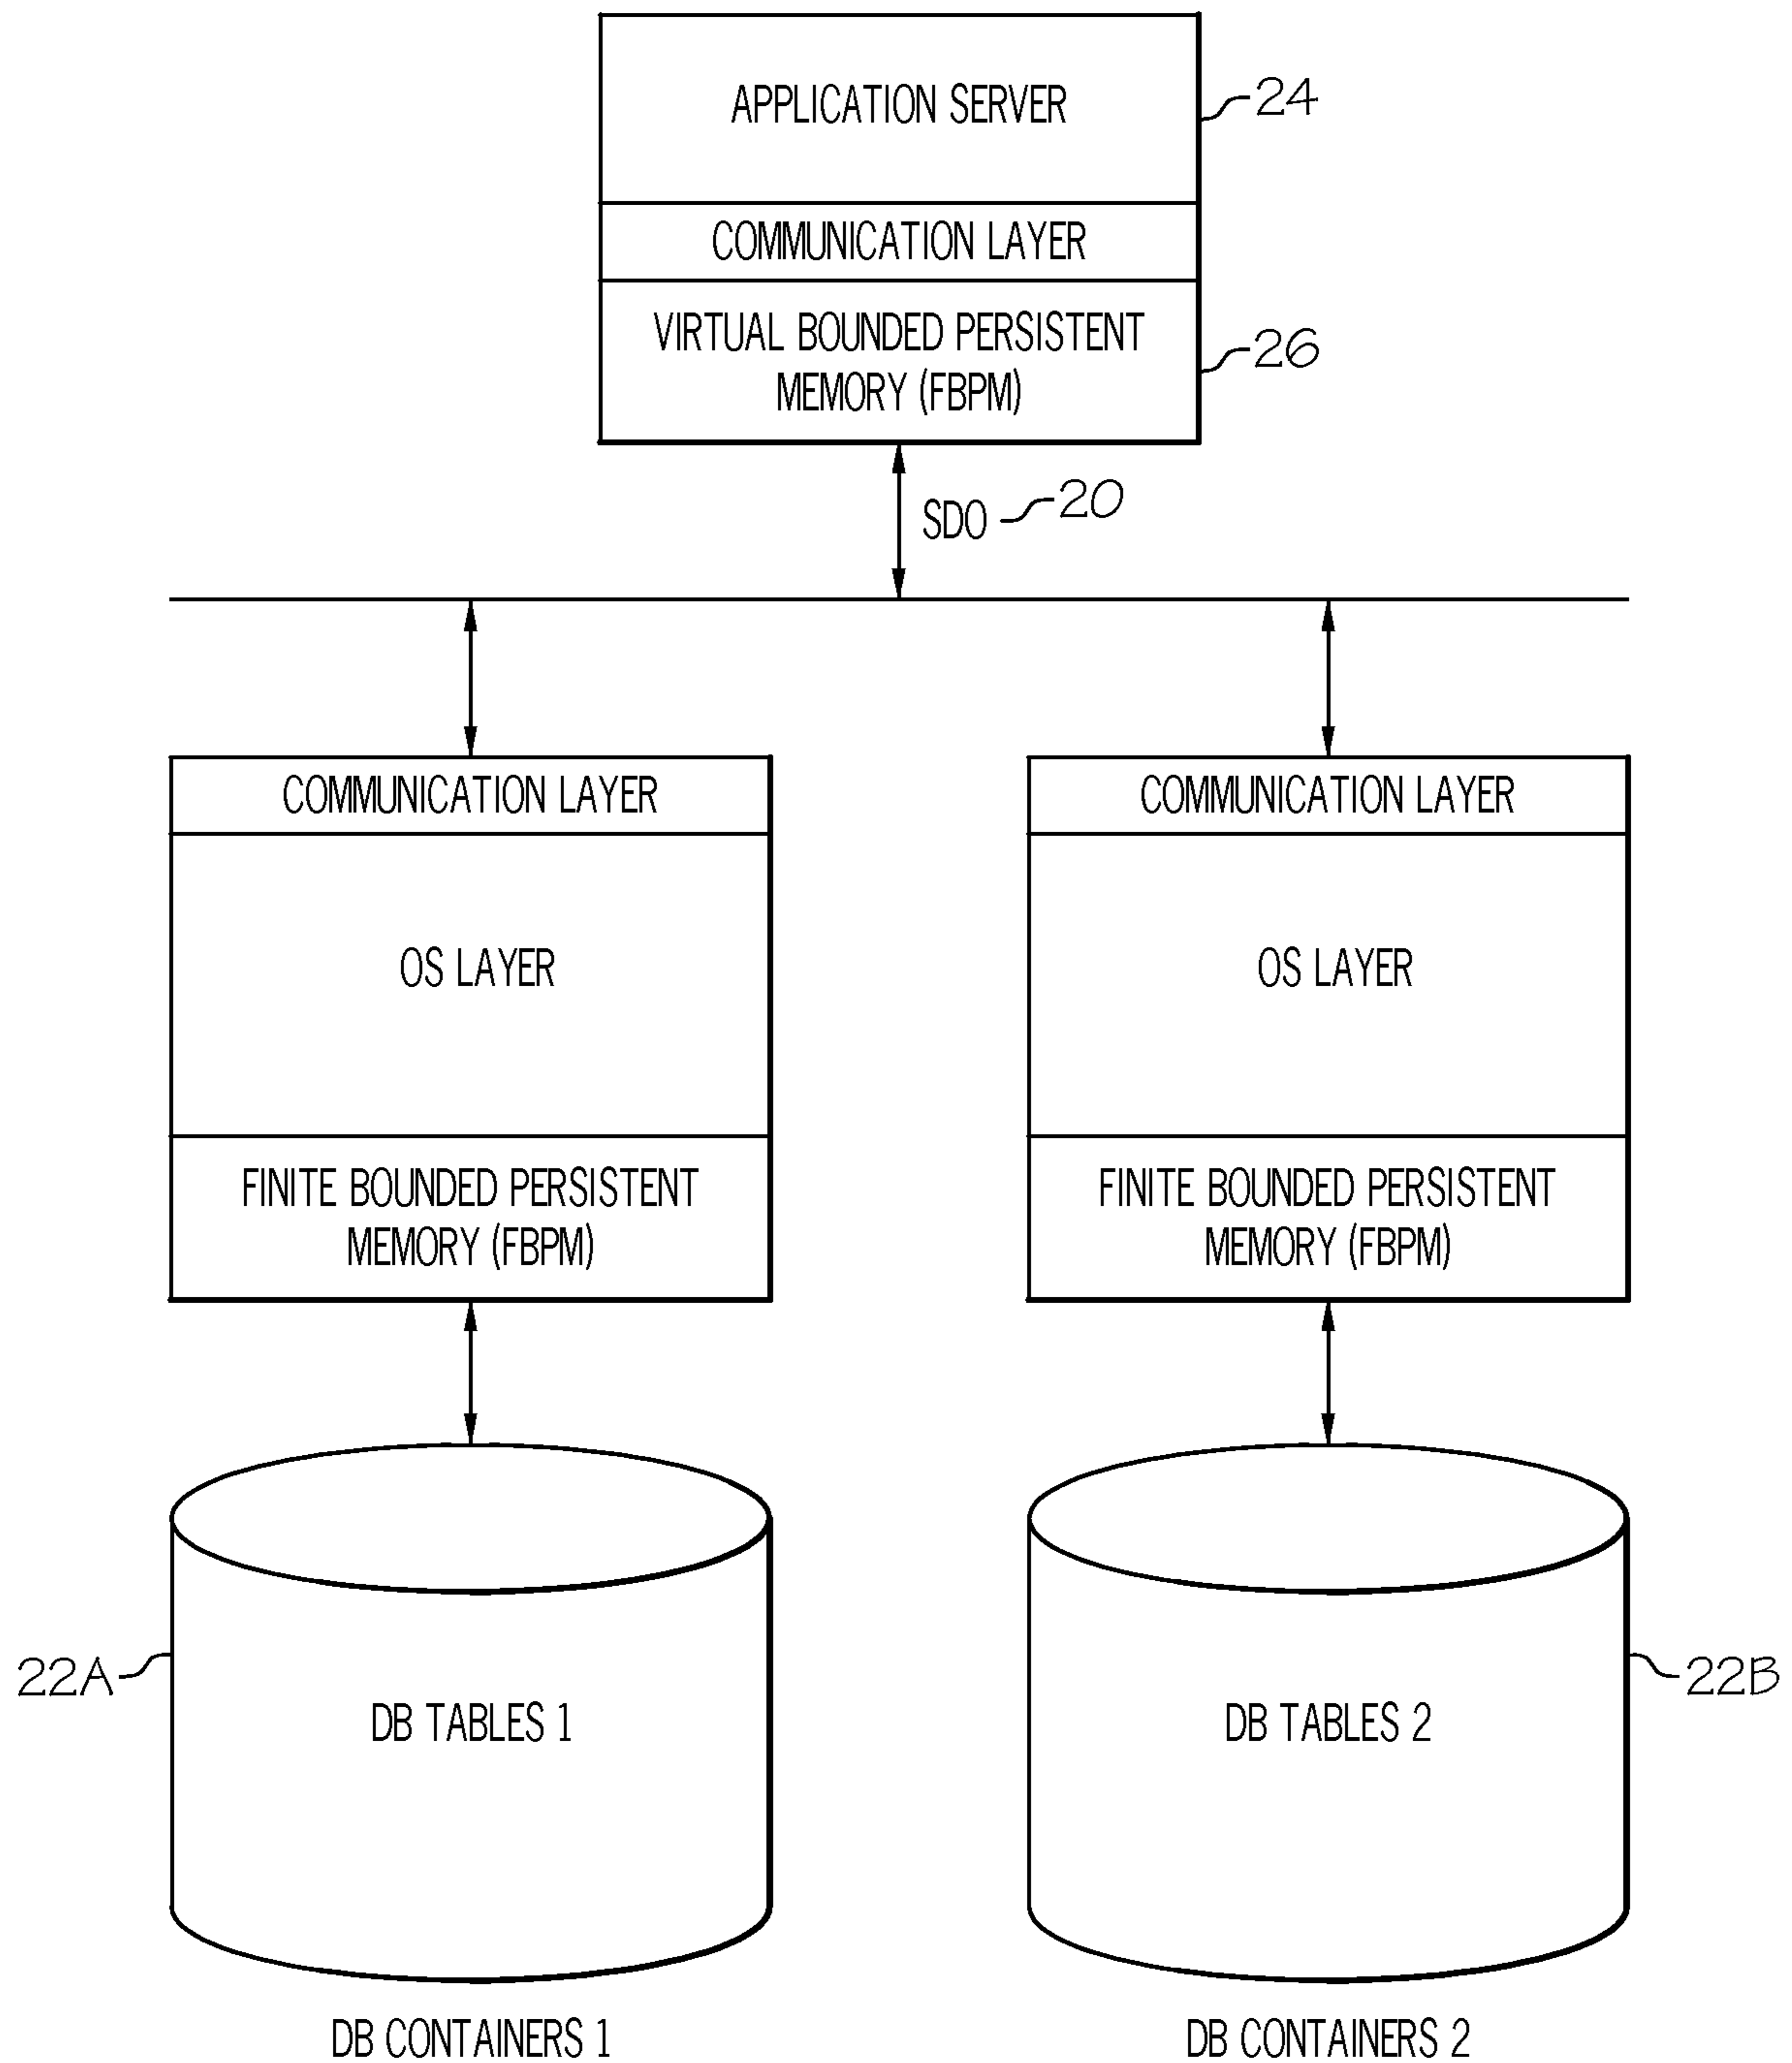 APPLICATION SERVER
24
COMMUNICATION LAYER
VIRTUAL BOUNDED PERSISTENT
MEMORY (FBPM)
26
SDO
20
COMMUNICATION LAYER
COMMUNICATION LAYER
OS LAYER
OS LAYER
FINITE BOUNDED PERSISTENT
MEMORY (FBPM)
FINITE BOUNDED PERSISTENT
MEMORY (FBPM)
22A
DB TABLES 1
DB TABLES 2
22B
DB CONTAINERS 1
DB CONTAINERS 2